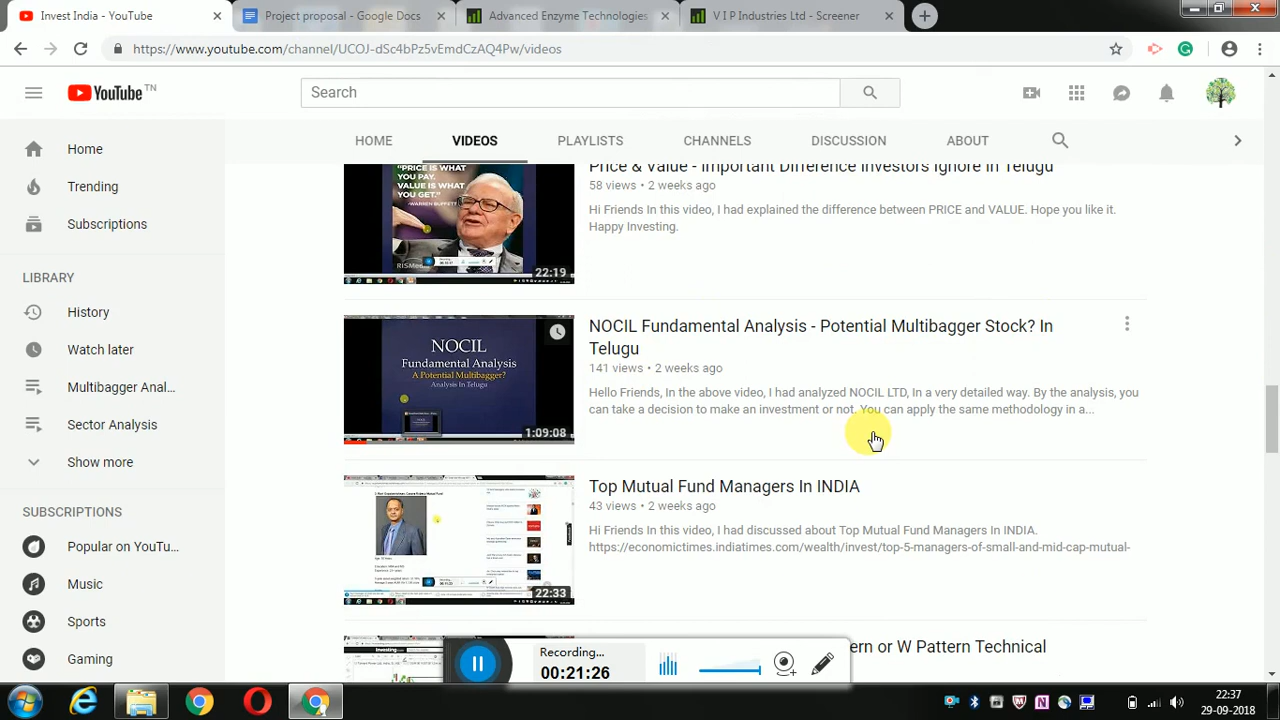 Invest India - YouTube
Project proposal - Google Docs
Advanced Enzyme Technologies
V I P Industries Ltd - Screener
https://www.youtube.com/channel/UCOJ-dSc4bPz5vEmdCzAQ4Pw/videos
YouTube TN
Search
HOME VIDEOS PLAYLISTS CHANNELS DISCUSSION ABOUT
Home
Trending
Subscriptions
LIBRARY
History
Watch later
Multibagger Anal...
Sector Analysis
Show more
SUBSCRIPTIONS
Popular on YouTu...
Music
Sports
Gaming
"PRICE IS WHAT
YOU PAY.
VALUE IS WHAT
YOU GET."
-WARREN BUFFETT
22:19
Price & Value - Important Difference Investors Ignore In Telugu
58 views • 2 weeks ago
Hi Friends In this video, I had explained the difference between PRICE and VALUE. Hope you like it.
Happy Investing.
NOCIL
Fundamental Analysis
A Potential Multibagger?
Analysis In Telugu
1:09:08
NOCIL Fundamental Analysis - Potential Multibagger Stock? In
Telugu
141 views • 2 weeks ago
Hello Friends, In the above video, I had analyzed NOCIL LTD, In a very detailed way. By the analysis, you
can take a decision to make an investment or can apply the same methodology in a...
22:33
Top Mutual Fund Managers In INDIA
43 views • 2 weeks ago
Hi Friends In this video, I had discussed about Top Mutual Fund Managers In INDIA.
https://economictimes.indiatimes.com/wealth/invest/top-5-managers-of-small-and-mid-cap-mutual-
Investing.com
or W Pattern Technical
Recording...
00:21:26
22:37
29-09-2018